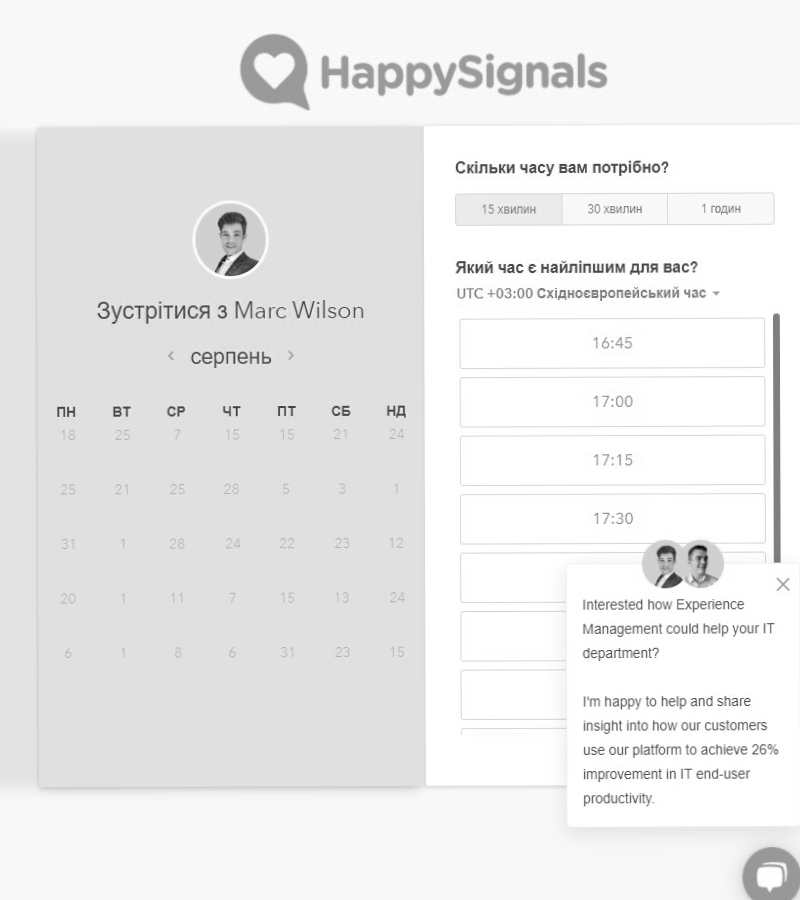 HappySignals
Зустрітися з Marc Wilson
серпень
ПН ВТ СР ЧТ ПТ СБ НД
18 25 7 15 15 21 24
25 21 25 28 5 3 1
31 1 28 24 22 23 12
20 1 11 7 15 13 24
6 1 8 6 31 23 15
Скільки часу вам потрібно?
15 хвилин 30 хвилин 1 годин
Який час є найліпшим для вас?
UTC +03:00 Східноєвропейський час
16:45
17:00
17:15
17:30
Interested how Experience
Management could help your IT
department?
I'm happy to help and share
insight into how our customers
use our platform to achieve 26%
improvement in IT end-user
productivity.